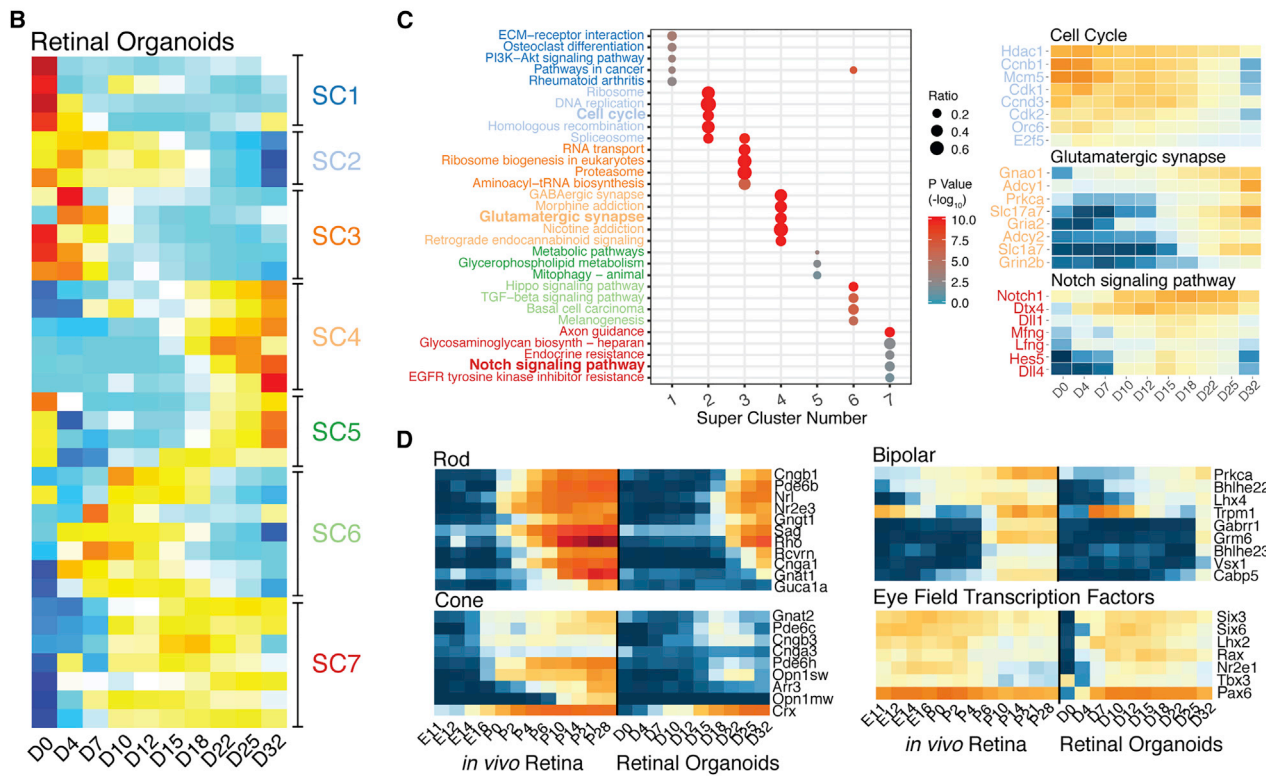 B
Retinal Organoids
SC1
SC2
SC3
SC4
SC5
SC6
SC7
D0 D4 D7 D10 D12 D15 D18 D22 D25 D32
C
ECM−receptor interaction
Osteoclast differentiation
PI3K−Akt signaling pathway
Pathways in cancer
Rheumatoid arthritis
Ribosome
DNA replication
Cell cycle
Homologous recombination
Spliceosome
RNA transport
Ribosome biogenesis in eukaryotes
Proteasome
Aminoacyl−tRNA biosynthesis
GABAergic synapse
Morphine addiction
Glutamatergic synapse
Nicotine addiction
Retrograde endocannabinoid signaling
Metabolic pathways
Glycerophospholipid metabolism
Mitophagy − animal
Hippo signaling pathway
TGF−beta signaling pathway
Basal cell carcinoma
Melanogenesis
Axon guidance
Glycosaminoglycan biosynth − heparan
Endocrine resistance
Notch signaling pathway
EGFR tyrosine kinase inhibitor resistance
1 2 3 4 5 6 7
Super Cluster Number
Ratio
0.2
0.4
0.6
P Value
(-log10)
10.0
7.5
5.0
2.5
0.0
Cell Cycle
Hdac1
Ccnb1
Mcm5
Cdk1
Ccnd3
Cdk2
Orc6
E2f5
Glutamatergic synapse
Gnao1
Adcy1
Prkca
Slc17a7
Gria2
Adcy2
Slc1a7
Grin2b
Notch signaling pathway
Notch1
Dtx4
Dll1
Mfng
Lfng
Hes5
Dll4
D0 D4 D7 D10 D12 D15 D18 D22 D25 D32
D
Rod
Cngb1
Pde6b
Nrl
Nr2e3
Gngt1
Sag
Rho
Rcvrn
Cnga1
Gnat1
Guca1a
Cone
Gnat2
Pde6c
Cngb3
Cnga3
Pde6h
Opn1sw
Arr3
Opn1mw
Crx
E11 E12 E14 E16 P0 P2 P4 P6 P10 P14 P21 P28 D0 D4 D7 D10 D12 D15 D18 D22 D25 D32
in vivo Retina Retinal Organoids
Bipolar
Prkca
Bhlhe22
Lhx4
Trpm1
Gabrr1
Grm6
Bhlhe23
Vsx1
Cabp5
Eye Field Transcription Factors
Six3
Six6
Lhx2
Rax
Nr2e1
Tbx3
Pax6
E11 E12 E14 E16 P0 P2 P4 P6 P10 P14 P21 P28 D0 D4 D7 D10 D12 D15 D18 D22 D25 D32
in vivo Retina Retinal Organoids